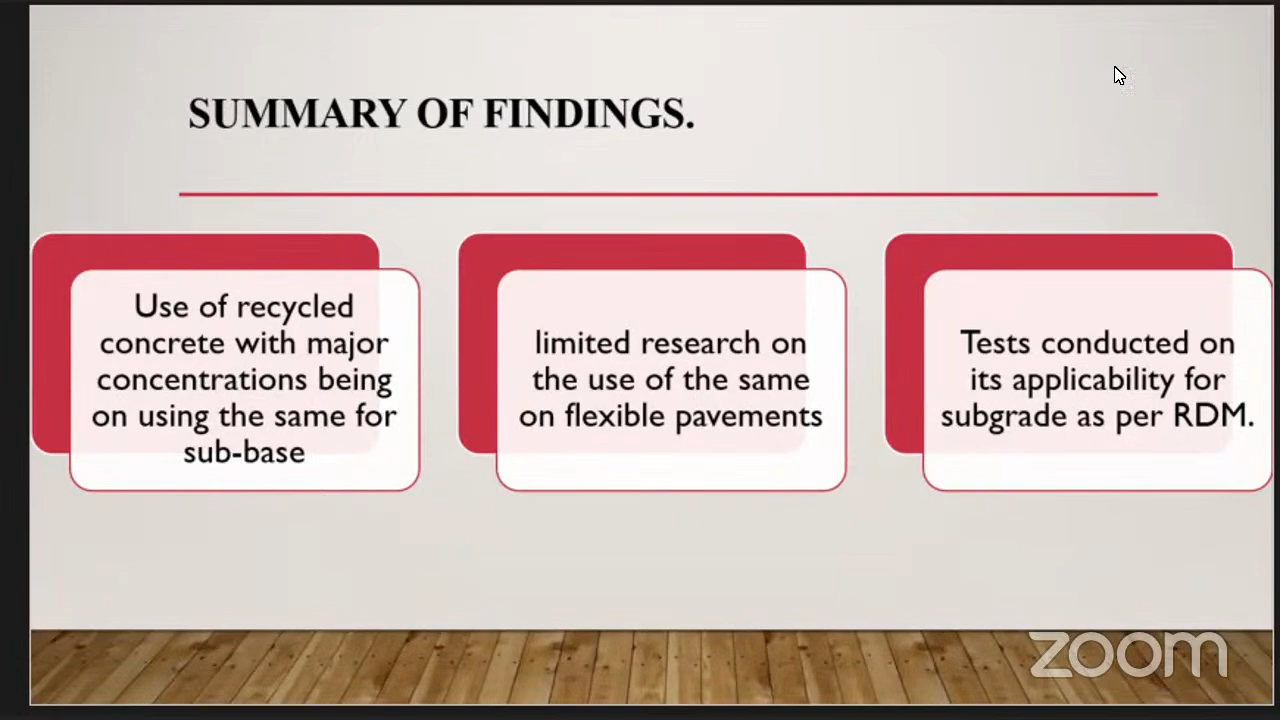 SUMMARY OF FINDINGS.
Use of recycled
concrete with major
concentrations being
on using the same for
sub-base
limited research on
the use of the same
on flexible pavements
Tests conducted on
its applicability for
subgrade as per RDM.
zoom